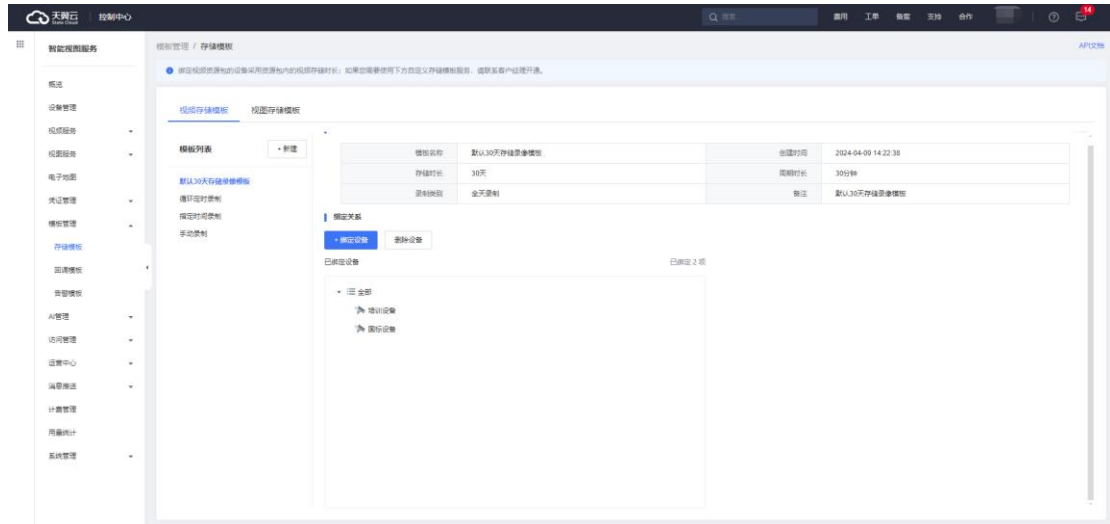 天翼云 控制中心 搜索... 费用 工单 备案 支持 合作 14
智能视图服务 模板管理 / 存储模板 API文档
绑定视频资源包的设备采用资源包内的视频存储时长；如果您需要使用下方自定义存储模板服务，请联系客户经理开通。
概览
设备管理
视频存储模板 视图存储模板
视频服务
模板列表 + 新建
模板名称 默认30天存储录像模板 创建时间 2024-04-09 14:22:38
视图服务
存储时长 30天 周期时长 30分钟
电子地图
默认30天存储录像模板
录制类别 全天录制 备注 默认30天存储录像模板
凭证管理
循环定时录制
指定时间录制
绑定关系
模板管理
手动录制
+ 绑定设备 删除设备
存储模板
已绑定设备 已绑定 2 项
回调模板
告警模板
全部
AI管理
培训设备
国标设备
访问管理
运营中心
消息推送
计费管理
用量统计
系统管理